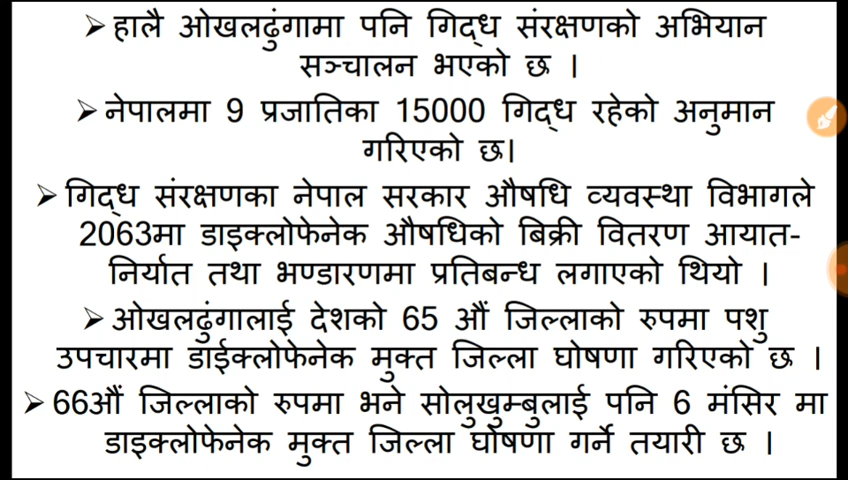 ➢ हालै ओखलढुंगामा पनि गिद्ध संरक्षणको अभियान
सञ्चालन भएको छ ।
➢ नेपालमा 9 प्रजातिका 15000 गिद्ध रहेको अनुमान
गरिएको छ।
➢ गिद्ध संरक्षणका नेपाल सरकार औषधि व्यवस्था विभागले
2063मा डाइक्लोफेनेक औषधिको बिक्री वितरण आयात-
निर्यात तथा भण्डारणमा प्रतिबन्ध लगाएको थियो ।
➢ ओखलढुंगालाई देशको 65 औं जिल्लाको रुपमा पशु
उपचारमा डाईक्लोफेनेक मुक्त जिल्ला घोषणा गरिएको छ ।
➢ 66औं जिल्लाको रुपमा भने सोलुखुम्बुलाई पनि 6 मंसिर मा
डाइक्लोफेनेक मुक्त जिल्ला घोषणा गर्ने तयारी छ ।